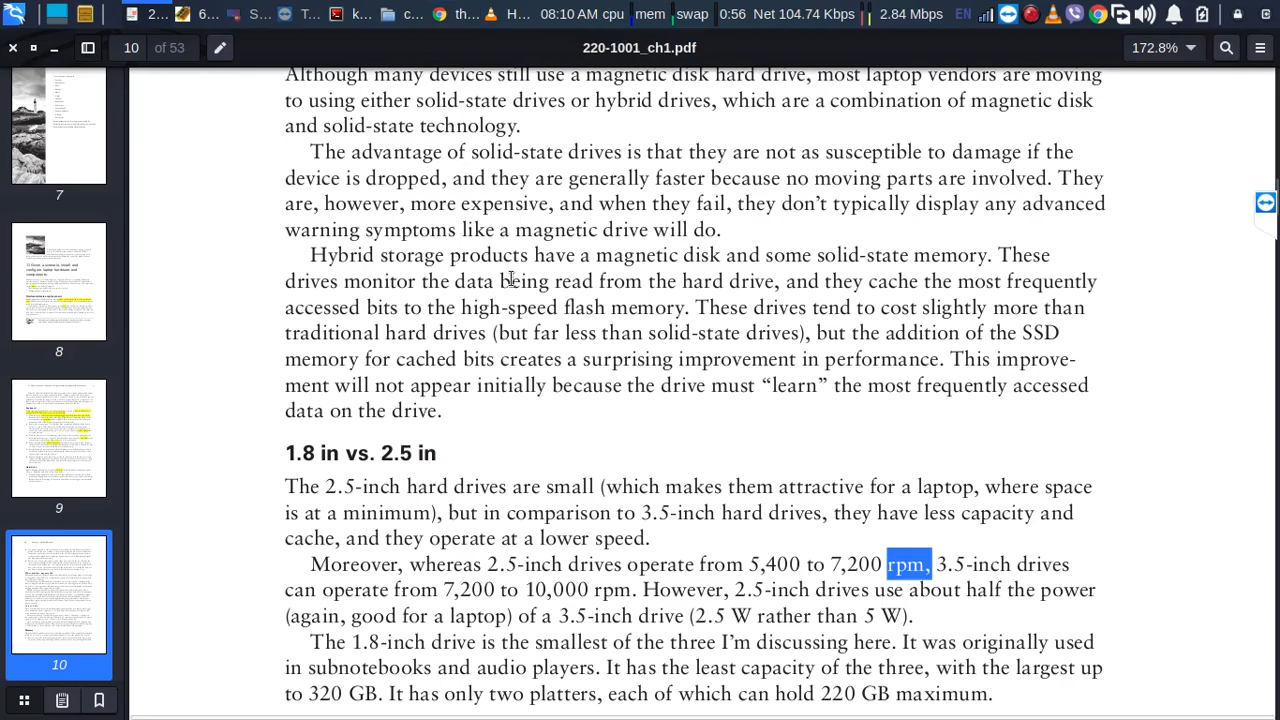 2... 6... S... T... k... c... th... 08:10 AM cpu mem swap 0:56 14.74 Kbps 2.84 Mbps EN
10 of 53 220-1001_ch1.pdf 172.8%
Although many devices still use a magnetic disk hard drive, most laptop vendors are moving
to using either solid-state drives or hybrid drives, which are a combination of magnetic disk
and solid-state technology.
The advantage of solid-state drives is that they are not as susceptible to damage if the
device is dropped, and they are generally faster because no moving parts are involved. They
are, however, more expensive, and when they fail, they don't typically display any advanced
warning symptoms like a magnetic drive will do.
Hybrid storage products have a magnetic disk and some solid-state memory. These
drives monitor the data being read from the hard drive, and they cache the most frequently
accessed bits to the high-speed flash memory. These drives tend to cost slightly more than
traditional hard drives (but far less than solid-state drives), but the addition of the SSD
memory for cached bits creates a surprising improvement in performance. This improve-
ment will not appear initially because the drive must “learn” the most frequently accessed
data on the drive.
1.8 in vs. 2.5 in
The 2.5-inch hard drives are small (which makes them attractive for a laptop, where space
is at a minimum), but in comparison to 3.5-inch hard drives, they have less capacity and
cache, and they operate at a lower speed.
Moreover, whereas 2.5-inch drives operate from 5,400 to 7,200 rpm, 3.5-inch drives
can operate from 7,200 to 10,000 rpm. However, 2.5-inch drives use about half the power
(again, good for a laptop) of a 3.5-inch drive (2.5 W rather than 5 W).
The 1.8-inch drive is the smallest of the three I'm discussing here. It was originally used
in subnotebooks and audio players. It has the least capacity of the three, with the largest up
to 320 GB. It has only two platters, each of which can hold 220 GB maximum.
7
8
9
10